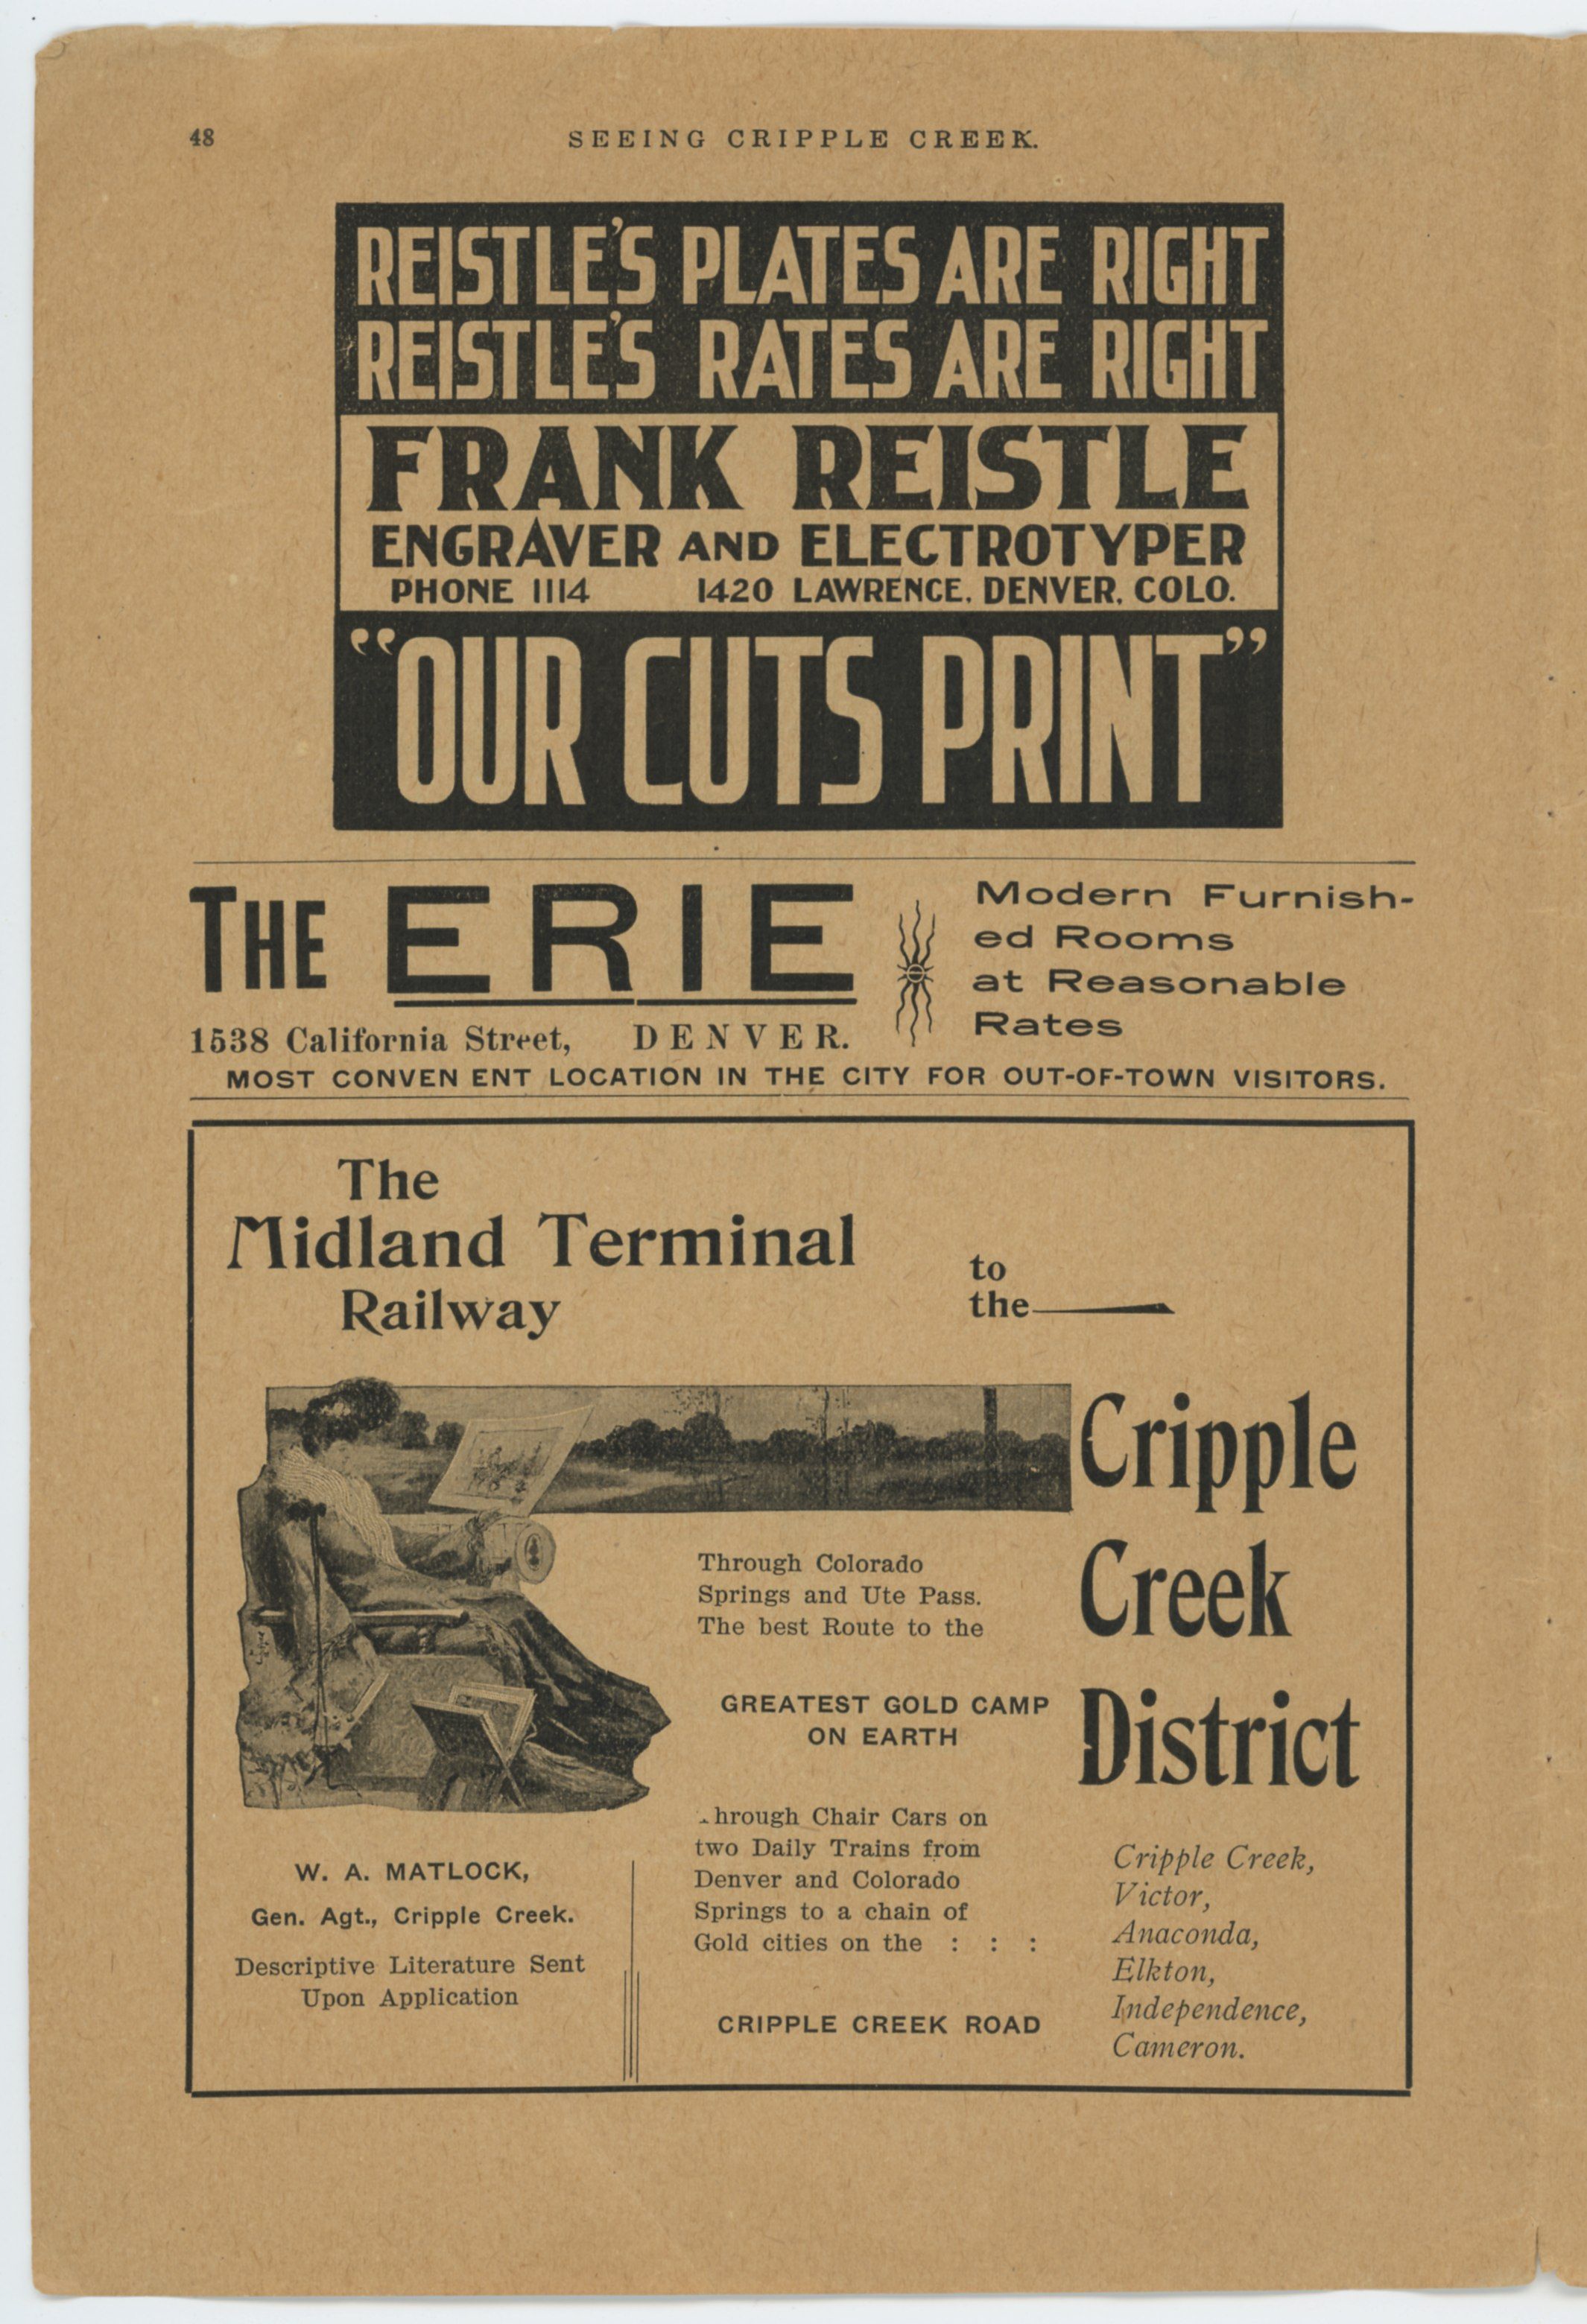 48
SEEING CRIPPLE CREEK.
REISTLE'S PLATES ARE RIGHT
REISTLE'S RATES ARE RIGHT
FRANK REISTLE
ENGRAVER AND ELECTROTYPER
PHONE 1114 1420 LAWRENCE. DENVER. COLO.
"OUR CUTS PRINT"
THE ERIE
1538 California Street, DENVER.
Modern Furnish-
ed Rooms
at Reasonable
Rates
MOST CONVEN ENT LOCATION IN THE CITY FOR OUT-OF-TOWN VISITORS.
The
Midland Terminal
Railway
to
the
Cripple
Creek
District
Through Colorado
Springs and Ute Pass.
The best Route to the
GREATEST GOLD CAMP
ON EARTH
hrough Chair Cars on
two Daily Trains from
Denver and Colorado
Springs to a chain of
Gold cities on the : : :
CRIPPLE CREEK ROAD
W. A. MATLOCK,
Gen. Agt., Cripple Creek.
Descriptive Literature Sent
Upon Application
Cripple Creek,
Victor,
Anaconda,
Elkton,
Independence,
Cameron.